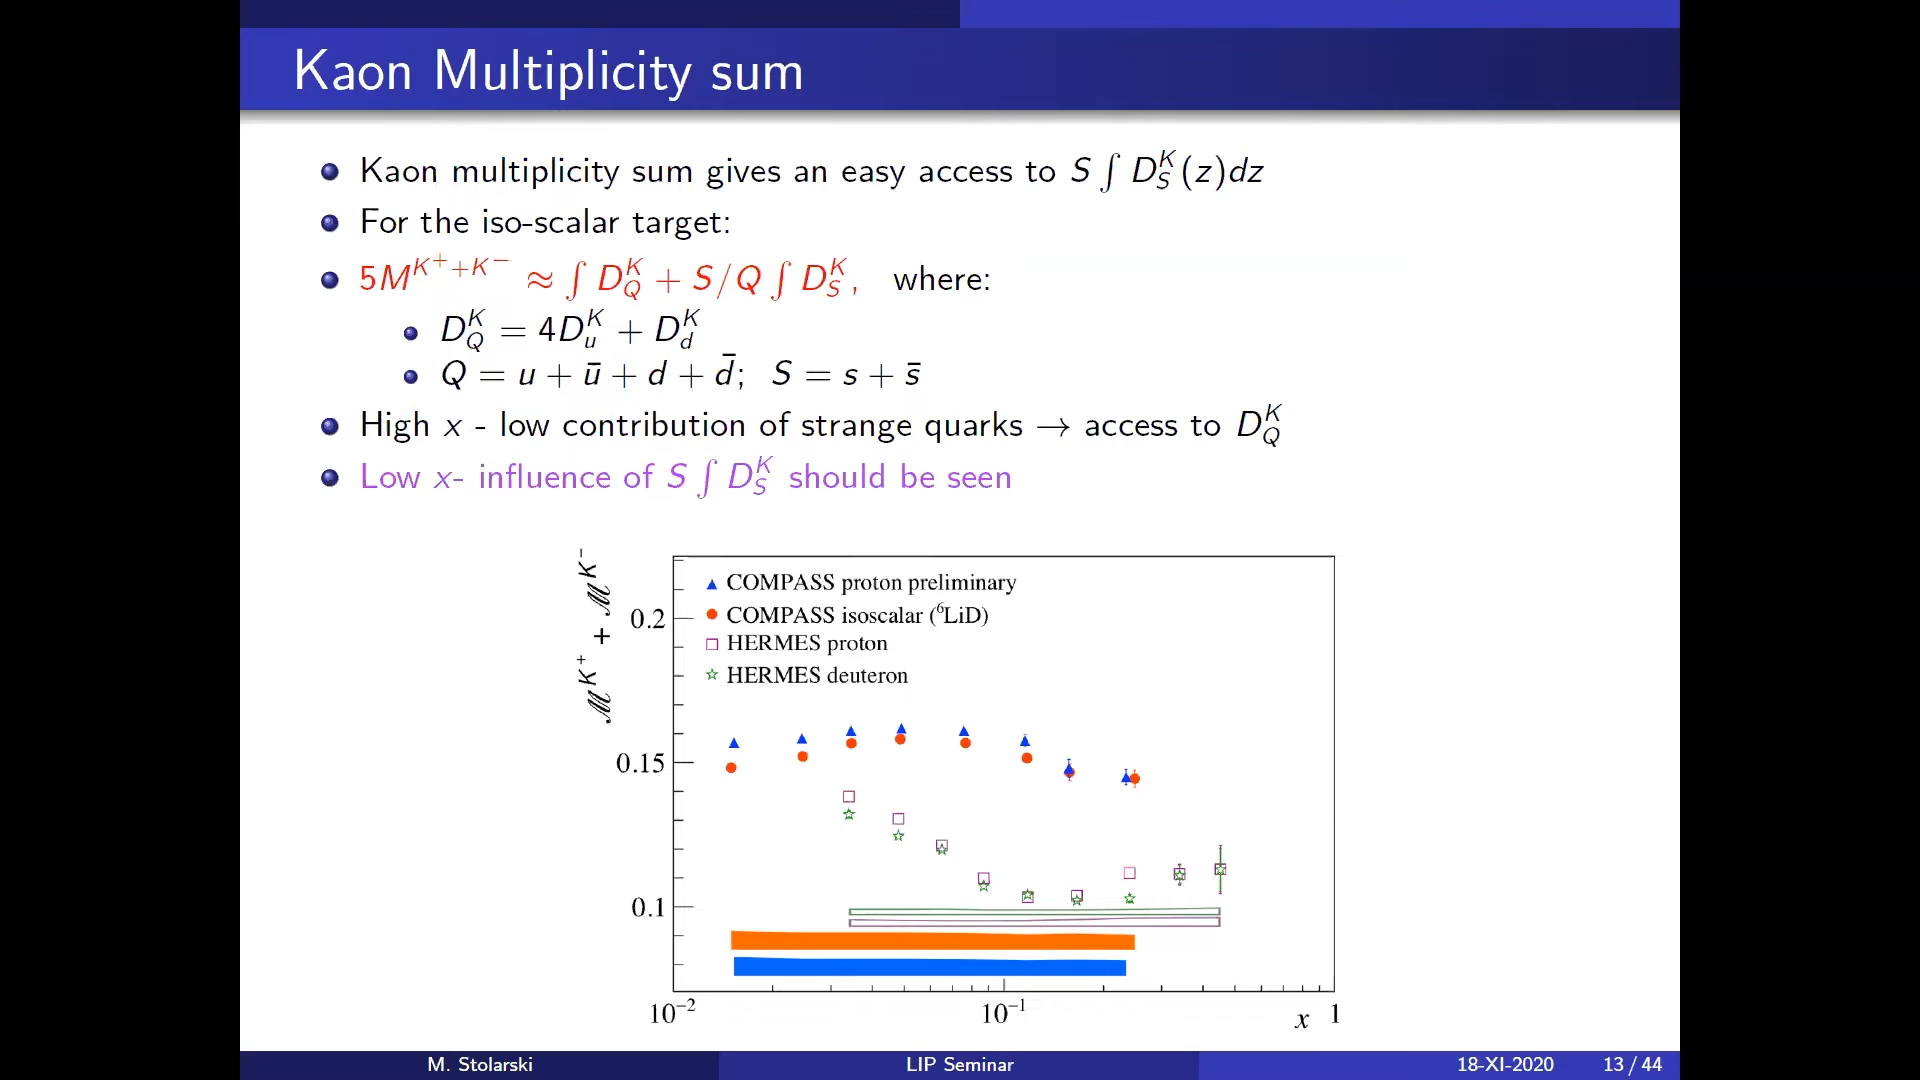 Kaon Multiplicity sum
Kaon multiplicity sum gives an easy access to S ∫ D_S^K(z)dz
For the iso-scalar target:
5M^{K^+ + K^-} ≈ ∫ D_Q^K + S/Q ∫ D_S^K, where:
D_Q^K = 4D_u^K + D_d^K
Q = u + ū + d + d̄; S = s + s̄
High x - low contribution of strange quarks → access to D_Q^K
Low x- influence of S ∫ D_S^K should be seen
ℳ^{K^+} + ℳ^{K^-}
COMPASS proton preliminary
COMPASS isoscalar (⁶LiD)
HERMES proton
HERMES deuteron
0.2
0.15
0.1
10⁻² 10⁻¹ x 1
M. Stolarski LIP Seminar 18-XI-2020 13 / 44